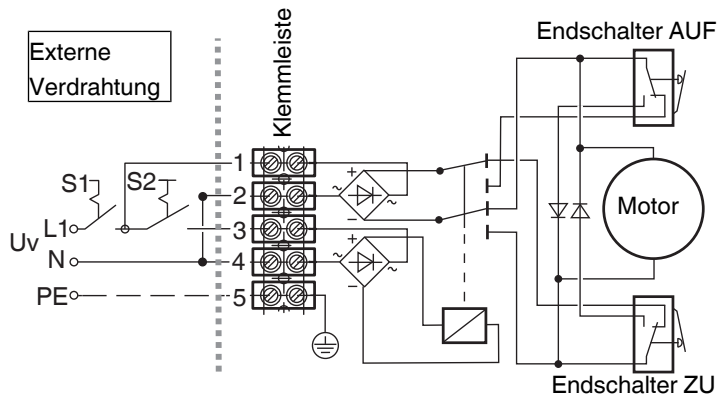 Externe
Verdrahtung
Klemmleiste
Endschalter AUF
S1
S2
Uv
L1
N
PE
1
2
3
4
5
+
~
~
−
+
~
~
−
Motor
Endschalter ZU